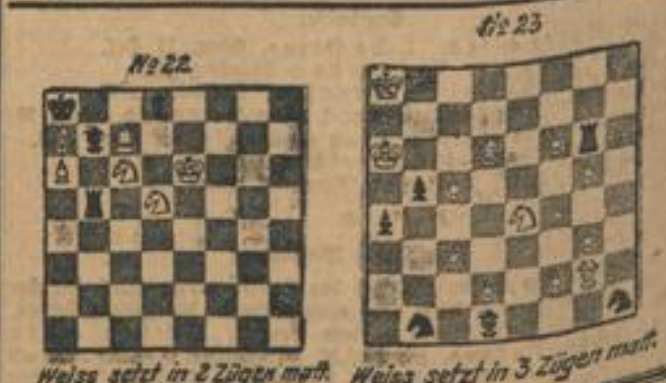 № 22
№ 23
Weiss setzt in 2 Zügen matt.
Weiss setzt in 3 Zügen matt.